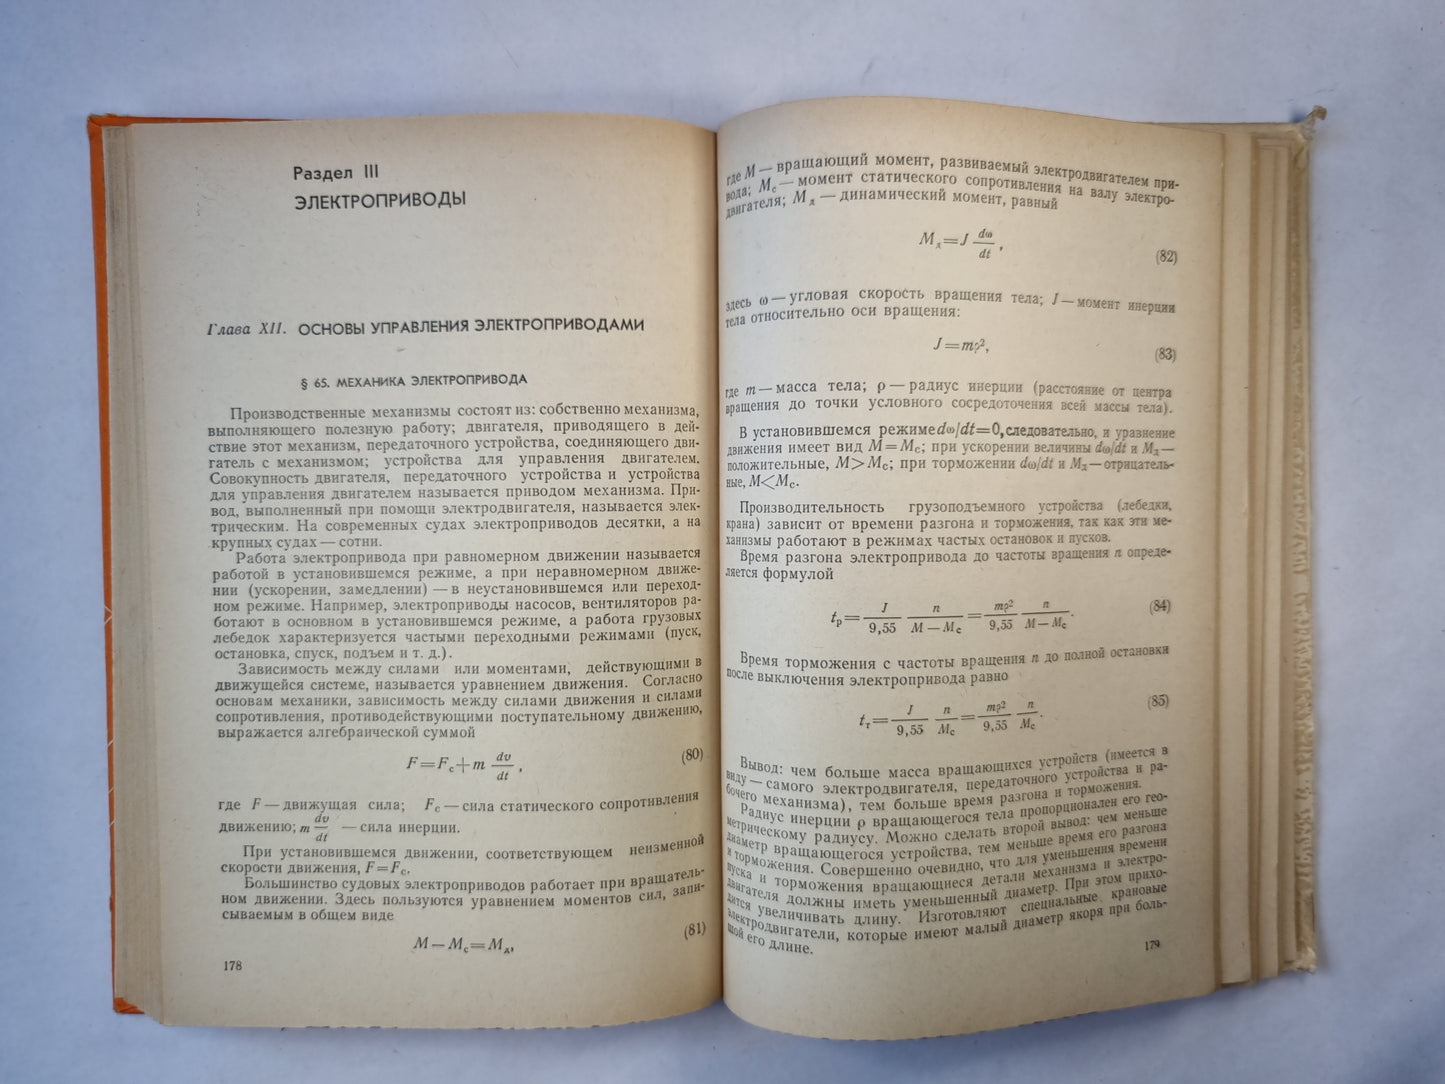 Раздел III
ЭЛЕКТРОПРИВОДЫ
Глава XII. ОСНОВЫ УПРАВЛЕНИЯ ЭЛЕКТРОПРИВОДАМИ
§ 65. МЕХАНИКА ЭЛЕКТРОПРИВОДА
Производственные механизмы состоят из: собственно механизма,
выполняющего полезную работу; двигателя, приводящего в дей-
ствие этот механизм, передаточного устройства, соединяющего дви-
гатель с механизмом; устройства для управления двигателем.
Совокупность двигателя, передаточного устройства и устройства
для управления двигателем называется приводом механизма. При-
вод, выполненный при помощи электродвигателя, называется элек-
трическим. На современных судах электроприводов десятки, а на
крупных судах — сотни.
Работа электропривода при равномерном движении называется
работой в установившемся режиме, а при неравномерном движе-
нии (ускорении, замедлении) — в неустановившемся или переход-
ном режиме. Например, электроприводы насосов, вентиляторов ра-
ботают в основном в установившемся режиме, а работа грузовых
лебедок характеризуется частыми переходными режимами (пуск,
остановка, спуск, подъем и т. д.).
Зависимость между силами или моментами, действующими в
движущейся системе, называется уравнением движения. Согласно
основам механики, зависимость между силами движения и силами
сопротивления, противодействующими поступательному движению,
выражается алгебраической суммой
F = F_c + m dv/dt, (80)
где F — движущая сила; F_c — сила статического сопротивления
движению; m dv/dt — сила инерции.
При установившемся движении, соответствующем неизменной
скорости движения, F = F_c.
Большинство судовых электроприводов работает при вращатель-
ном движении. Здесь пользуются уравнением моментов сил, запи-
сываемым в общем виде
M — M_c = M_д, (81)
178
где M — вращающий момент, развиваемый электродвигателем при-
вода; M_c — момент статического сопротивления на валу электро-
двигателя; M_д — динамический момент, равный
M_д = J dω/dt, (82)
здесь ω — угловая скорость вращения тела; J — момент инерции
тела относительно оси вращения:
J = mρ², (83)
где m — масса тела; ρ — радиус инерции (расстояние от центра
вращения до точки условного сосредоточения всей массы тела).
В установившемся режиме dω/dt = 0, следовательно, и уравнение
движения имеет вид M = M_c; при ускорении величины dω/dt и M_д —
положительные, M > M_c; при торможении dω/dt и M_д — отрицатель-
ные, M < M_c.
Производительность грузоподъемного устройства (лебедки,
крана) зависит от времени разгона и торможения, так как эти ме-
ханизмы работают в режимах частых остановок и пусков.
Время разгона электропривода до частоты вращения n опреде-
ляется формулой
t_р = J/9,55 n/(M — M_c) = mρ²/9,55 n/(M — M_c). (84)
Время торможения с частоты вращения n до полной остановки
после выключения электропривода равно
t_т = J/9,55 n/M_c = mρ²/9,55 n/M_c. (85)
Вывод: чем больше масса вращающихся устройств (имеется в
виду — самого электродвигателя, передаточного устройства и ра-
бочего механизма), тем больше время разгона и торможения.
Радиус инерции ρ вращающегося тела пропорционален его гео-
метрическому радиусу. Можно сделать второй вывод: чем меньше
диаметр вращающегося устройства, тем меньше время его разгона
и торможения. Совершенно очевидно, что для уменьшения времени
пуска и торможения вращающиеся детали механизма и электро-
двигателя должны иметь уменьшенный диаметр. При этом прихо-
дится увеличивать длину. Изготовляют специальные крановые
электродвигатели, которые имеют малый диаметр якоря при боль-
шой его длине.
179